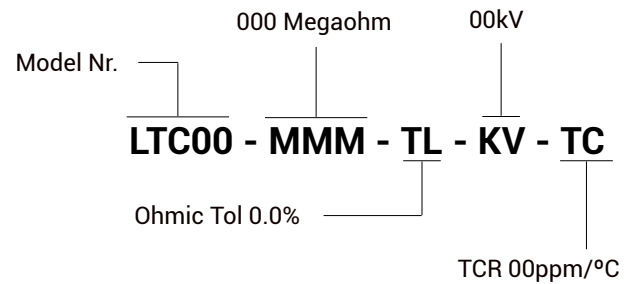 000 Megaohm
00kV
Model Nr.
LTC00 - MMM - TL - KV - TC
Ohmic Tol 0.0%
TCR 00ppm/ºC